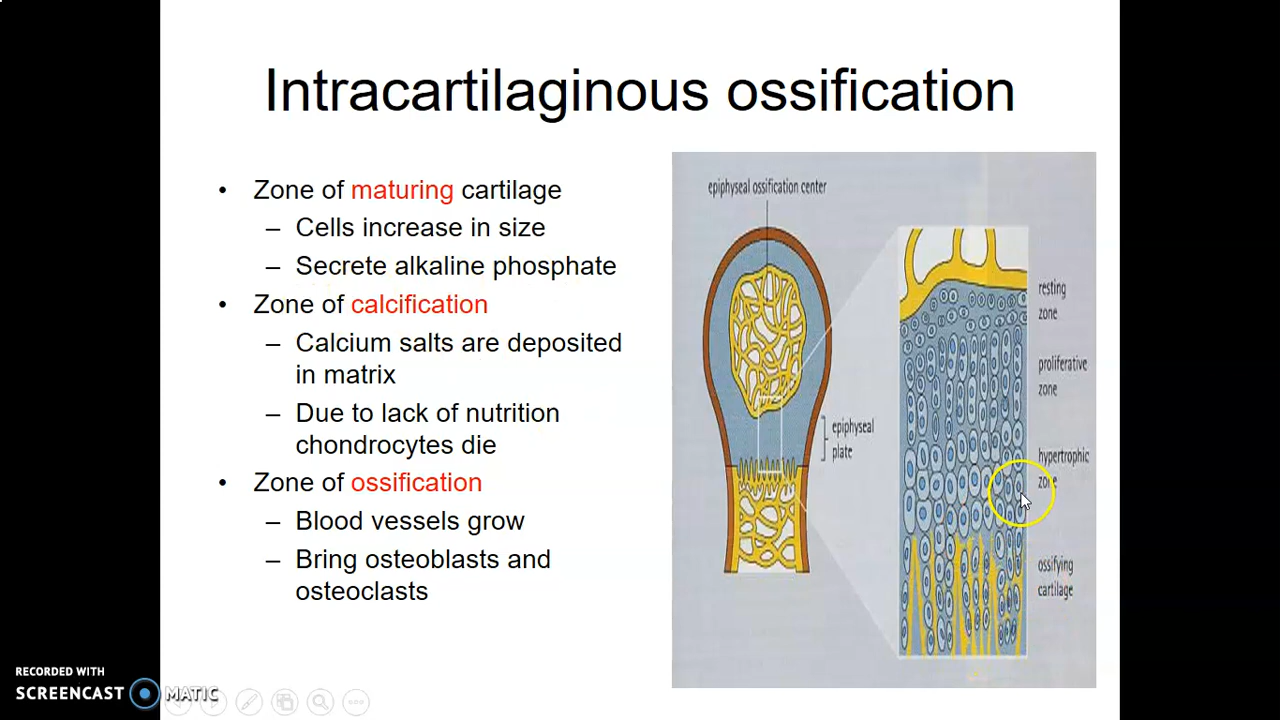 Intracartilaginous ossification
• Zone of maturing cartilage
– Cells increase in size
– Secrete alkaline phosphate
• Zone of calcification
– Calcium salts are deposited
in matrix
– Due to lack of nutrition
chondrocytes die
• Zone of ossification
– Blood vessels grow
– Bring osteoblasts and
osteoclasts
epiphyseal ossification center
epiphyseal
plate
resting
zone
proliferative
zone
hypertrophic
zone
ossifying
cartilage
RECORDED WITH
SCREENCAST MATIC